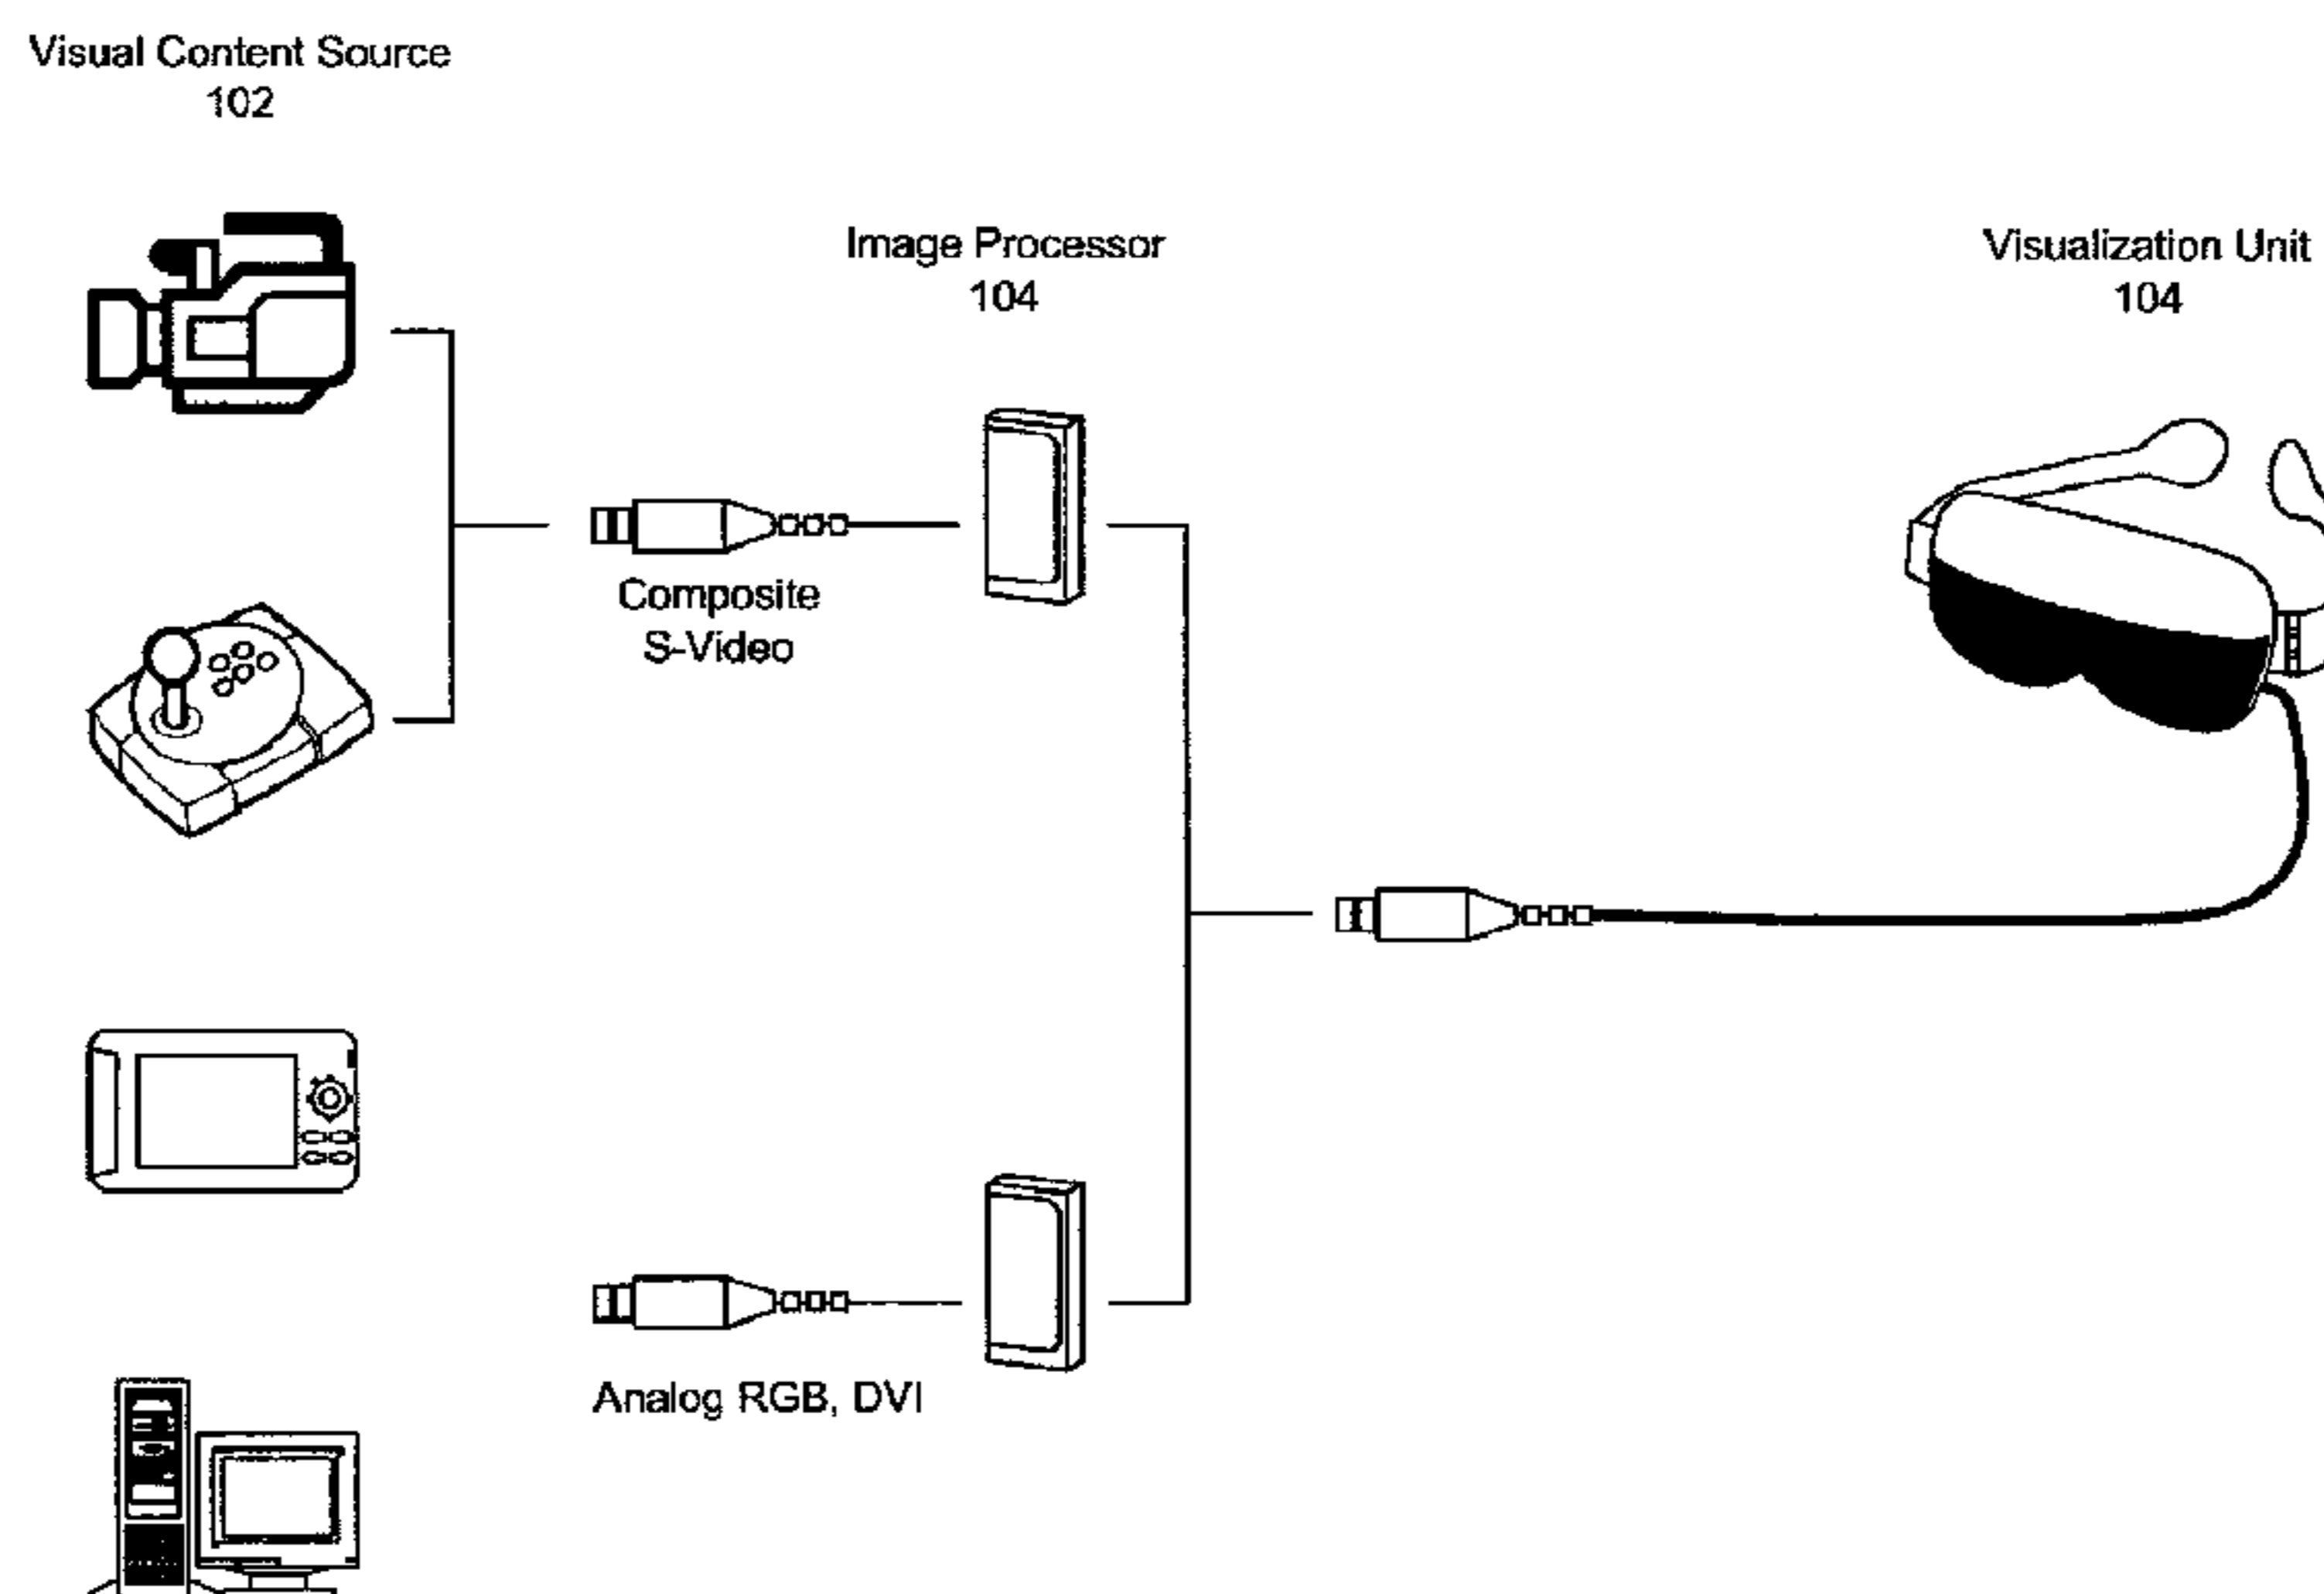 Visual Content Source
102
Image Processor
104
Visualization Unit
104
Composite
S-Video
Analog RGB, DVI